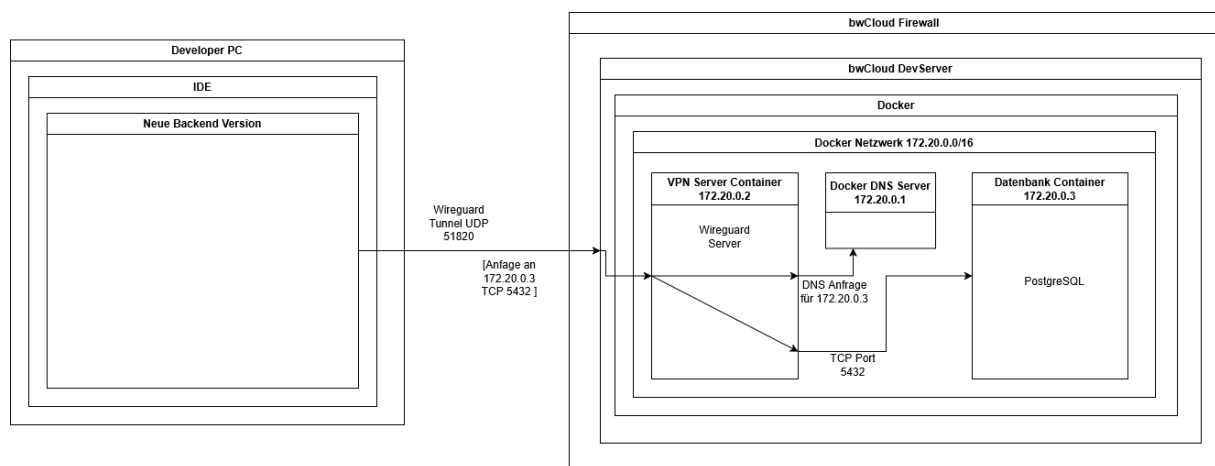 bwCloud Firewall
Developer PC
bwCloud DevServer
IDE
Docker
Neue Backend Version
Docker Netzwerk 172.20.0.0/16
VPN Server Container
172.20.0.2
Docker DNS Server
172.20.0.1
Datenbank Container
172.20.0.3
Wireguard
Tunnel UDP
51820
Wireguard
Server
[Anfage an
172.20.0.3
TCP 5432 ]
DNS Anfrage
für 172.20.0.3
PostgreSQL
TCP Port
5432